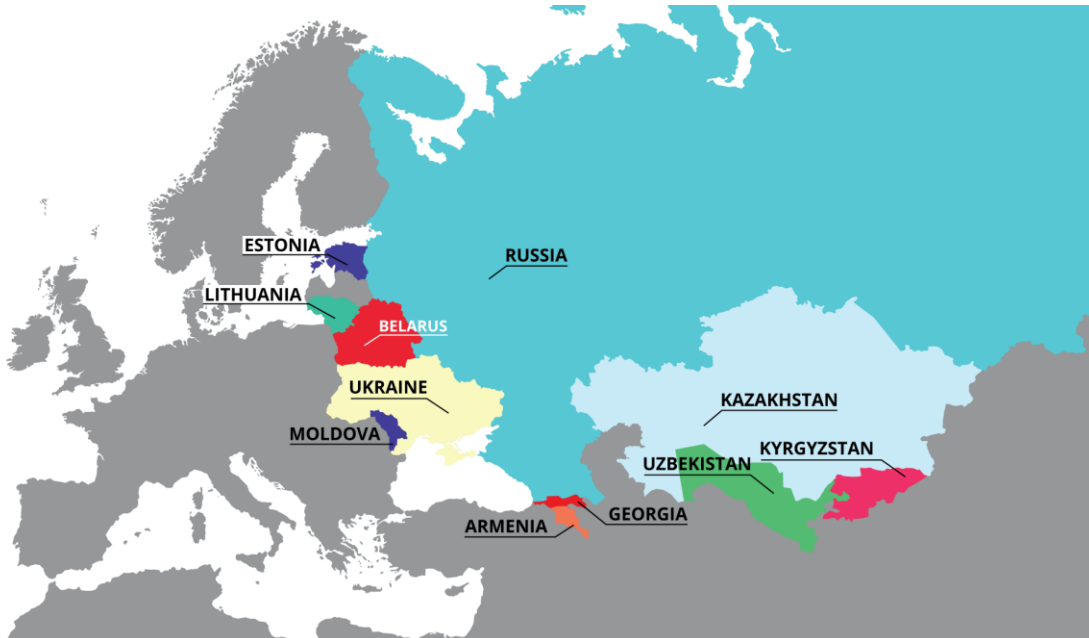 ESTONIA
RUSSIA
LITHUANIA
BELARUS
UKRAINE
KAZAKHSTAN
MOLDOVA
KYRGYZSTAN
UZBEKISTAN
GEORGIA
ARMENIA